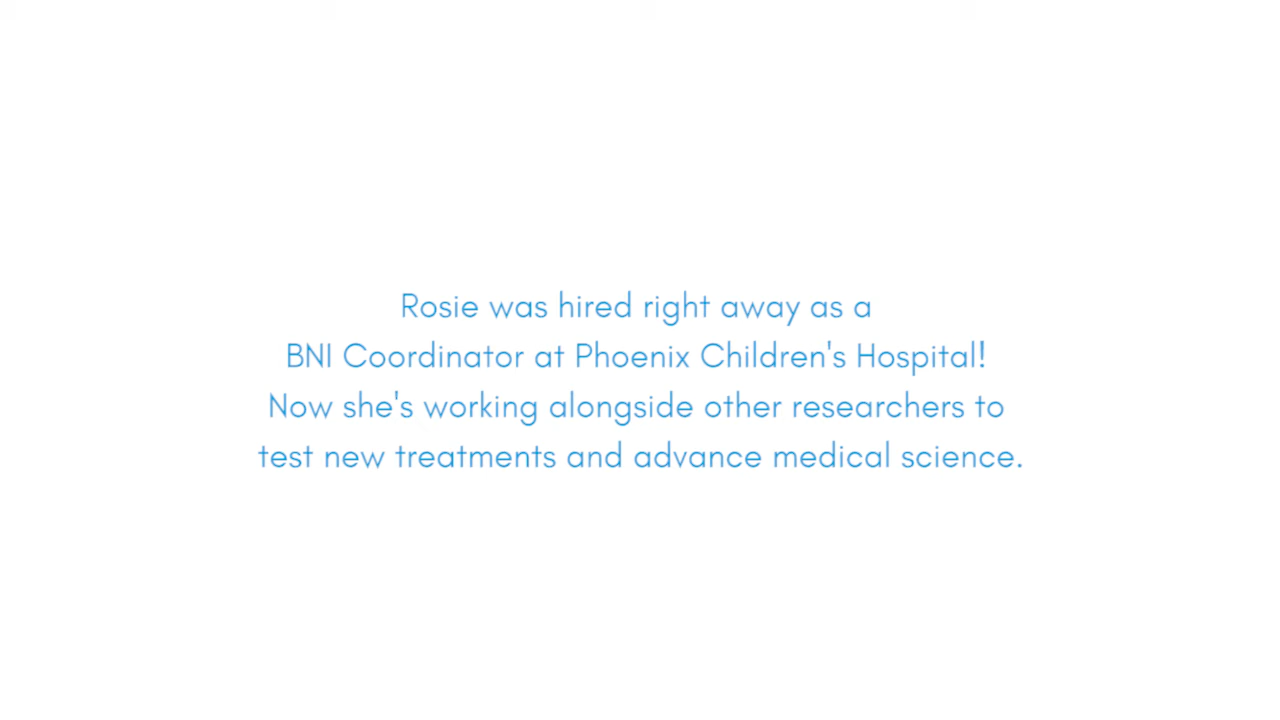 Rosie was hired right away as a
BNI Coordinator at Phoenix Children's Hospital!
Now she's working alongside other researchers to
test new treatments and advance medical science.